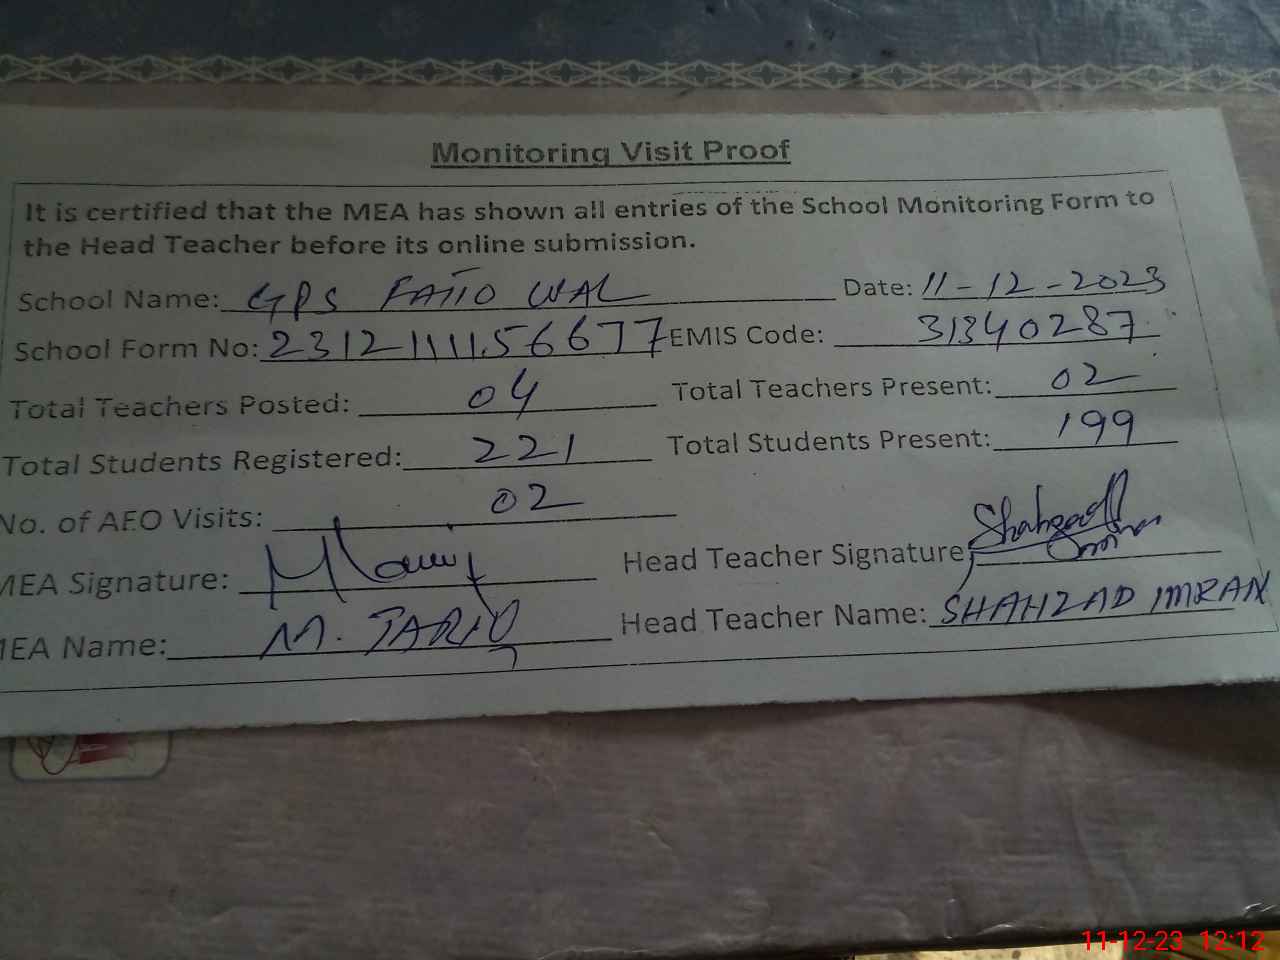 Monitoring Visit Proof
It is certified that the MEA has shown all entries of the School Monitoring Form to
the Head Teacher before its online submission.
School Name: GPS FATTO WAL Date: 11-12-2023
School Form No: 2312111156677 EMIS Code: 31340287
Total Teachers Posted: 04 Total Teachers Present: 02
Total Students Registered: 221 Total Students Present: 199
No. of AEO Visits: 02
MEA Signature: Head Teacher Signature: Shahzad
MEA Name: M. TARIQ Head Teacher Name: SHAHZAD IMRAN
11-12-23 12:12